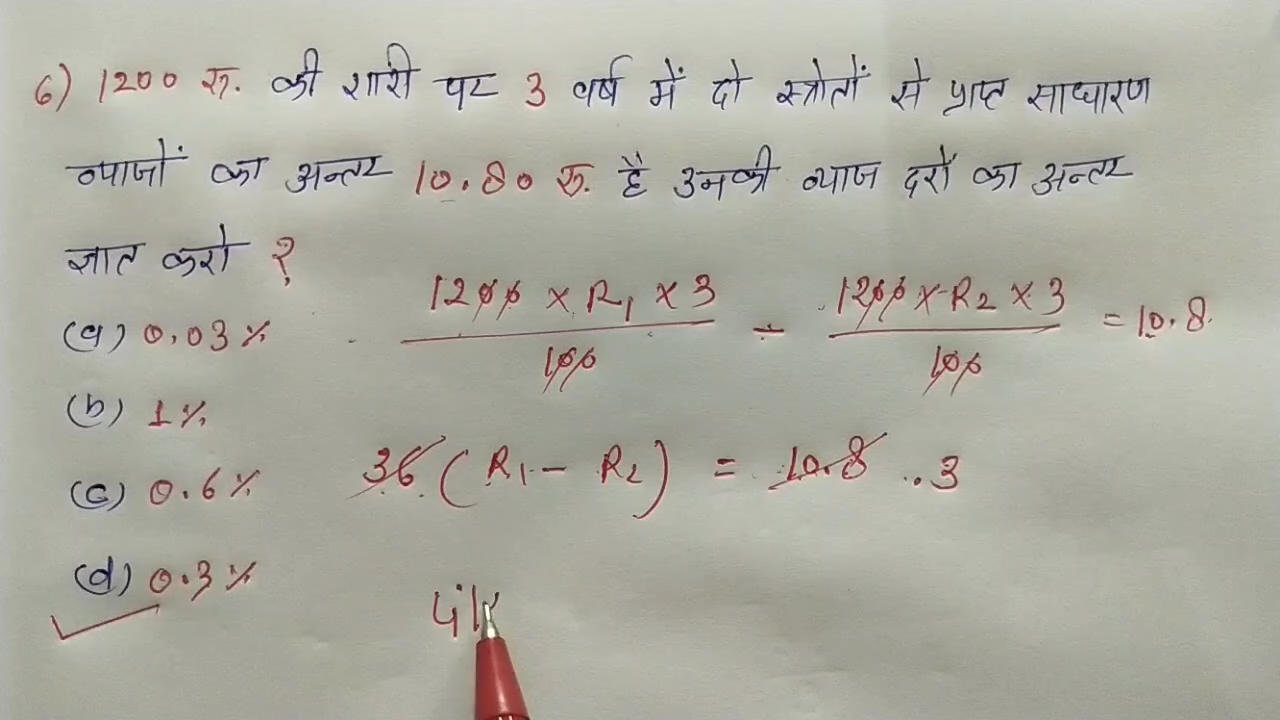 6) 1200 रु. की राशी पर 3 वर्ष में दो स्त्रोतों से प्राप्त साधारण
ब्याजों का अन्तर 10.80 रु. है उनकी ब्याज दरों का अन्तर
ज्ञात करो ?
(a) 0.03%
(b) 1%
(c) 0.6%
(d) 0.3%
1200 × R₁ × 3 / 100 - 1200 × R₂ × 3 / 100 = 10.8
36 (R₁ - R₂) = 10.8 .3